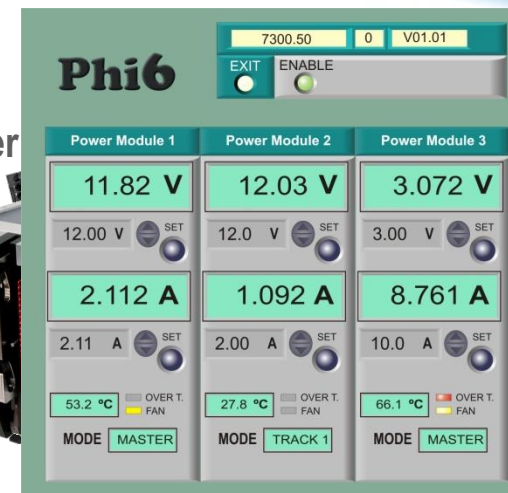 7300.50 0 V01.01
Phi6
EXIT ENABLE
er
Power Module 1 Power Module 2 Power Module 3
11.82 V 12.03 V 3.072 V
12.00 V SET 12.0 V SET 3.00 V SET
2.112 A 1.092 A 8.761 A
2.11 A SET 2.00 A SET 10.0 A SET
53.2 ºC OVER T. 27.8 ºC OVER T. 66.1 ºC OVER T.
FAN FAN FAN
MODE MASTER MODE TRACK 1 MODE MASTER